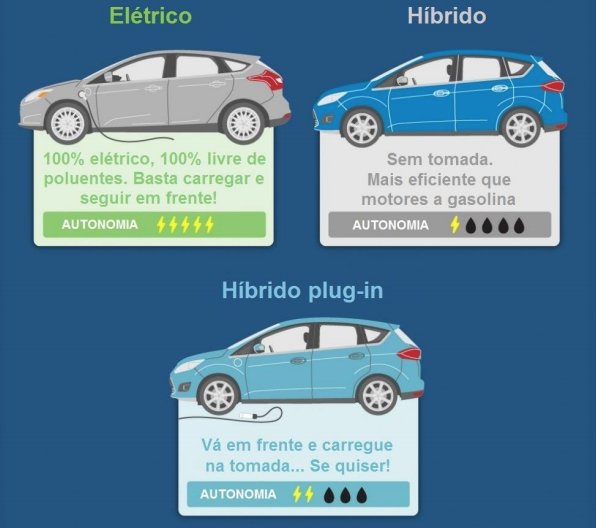 Elétrico
100% elétrico, 100% livre de
poluentes. Basta carregar e
seguir em frente!
AUTONOMIA
Híbrido
Sem tomada.
Mais eficiente que
motores a gasolina
AUTONOMIA
Híbrido plug-in
Vá em frente e carregue
na tomada... Se quiser!
AUTONOMIA